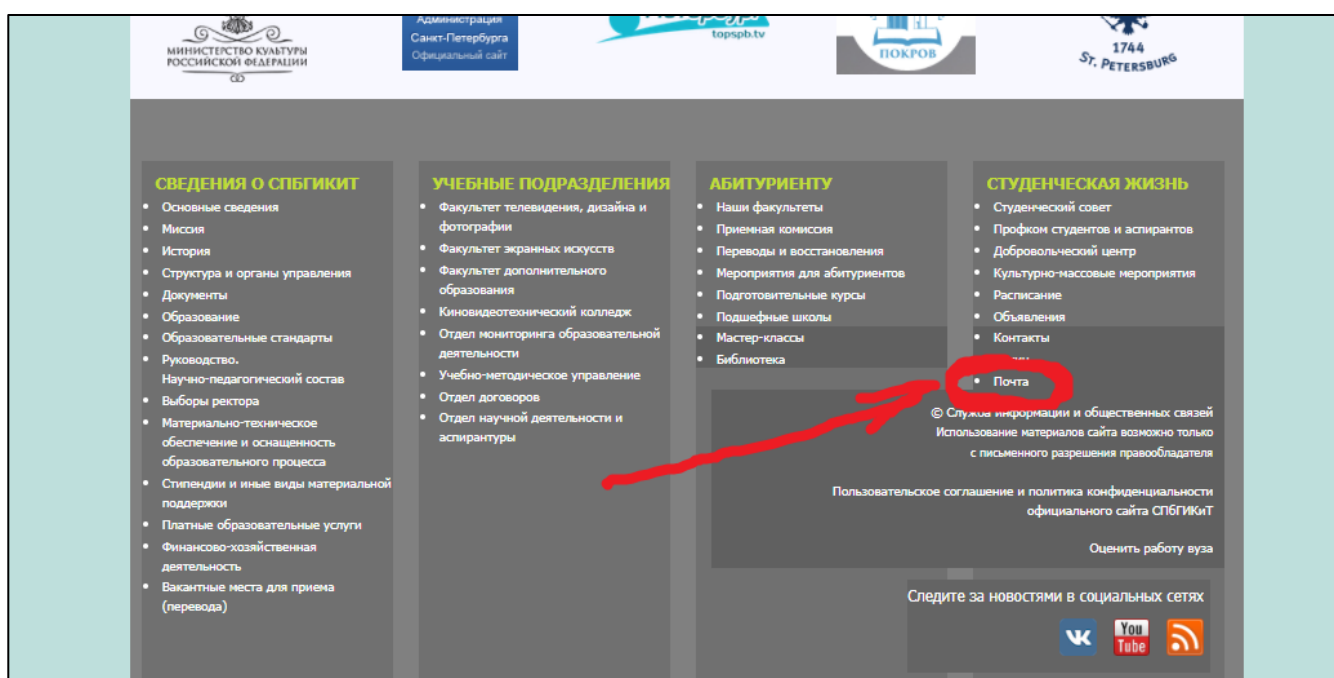 МИНИСТЕРСТВО КУЛЬТУРЫ
РОССИЙСКОЙ ФЕДЕРАЦИИ
Администрация
Санкт-Петербурга
Официальный сайт
topspb.tv
ПОКРОВ
1744
ST. PETERSBURG
СВЕДЕНИЯ О СПБГИКИТ
Основные сведения
Миссия
История
Структура и органы управления
Документы
Образование
Образовательные стандарты
Руководство.
Научно-педагогический состав
Выборы ректора
Материально-техническое
обеспечение и оснащенность
образовательного процесса
Стипендии и иные виды материальной
поддержки
Платные образовательные услуги
Финансово-хозяйственная
деятельность
Вакантные места для приема
(перевода)
УЧЕБНЫЕ ПОДРАЗДЕЛЕНИЯ
Факультет телевидения, дизайна и
фотографии
Факультет экранных искусств
Факультет дополнительного
образования
Киновидеотехнический колледж
Отдел мониторинга образовательной
деятельности
Учебно-методическое управление
Отдел договоров
Отдел научной деятельности и
аспирантуры
АБИТУРИЕНТУ
Наши факультеты
Приемная комиссия
Переводы и восстановления
Мероприятия для абитуриентов
Подготовительные курсы
Подшефные школы
Мастер-классы
Библиотека
СТУДЕНЧЕСКАЯ ЖИЗНЬ
Студенческий совет
Профком студентов и аспирантов
Добровольческий центр
Культурно-массовые мероприятия
Расписание
Объявления
Контакты
Почта
© Служба информации и общественных связей
Использование материалов сайта возможно только
с письменного разрешения правообладателя
Пользовательское соглашение и политика конфиденциальности
официального сайта СПбГИКиТ
Оценить работу вуза
Следите за новостями в социальных сетях
You
Tube